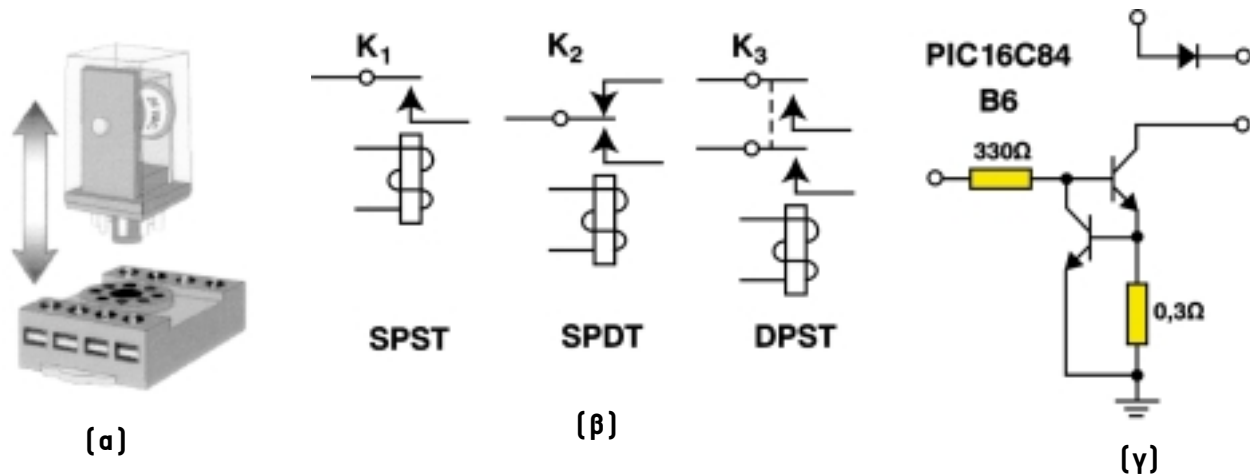 K1
K2
K3
PIC16C84
B6
330Ω
0,3Ω
SPST
SPDT
DPST
(α)
(β)
(γ)